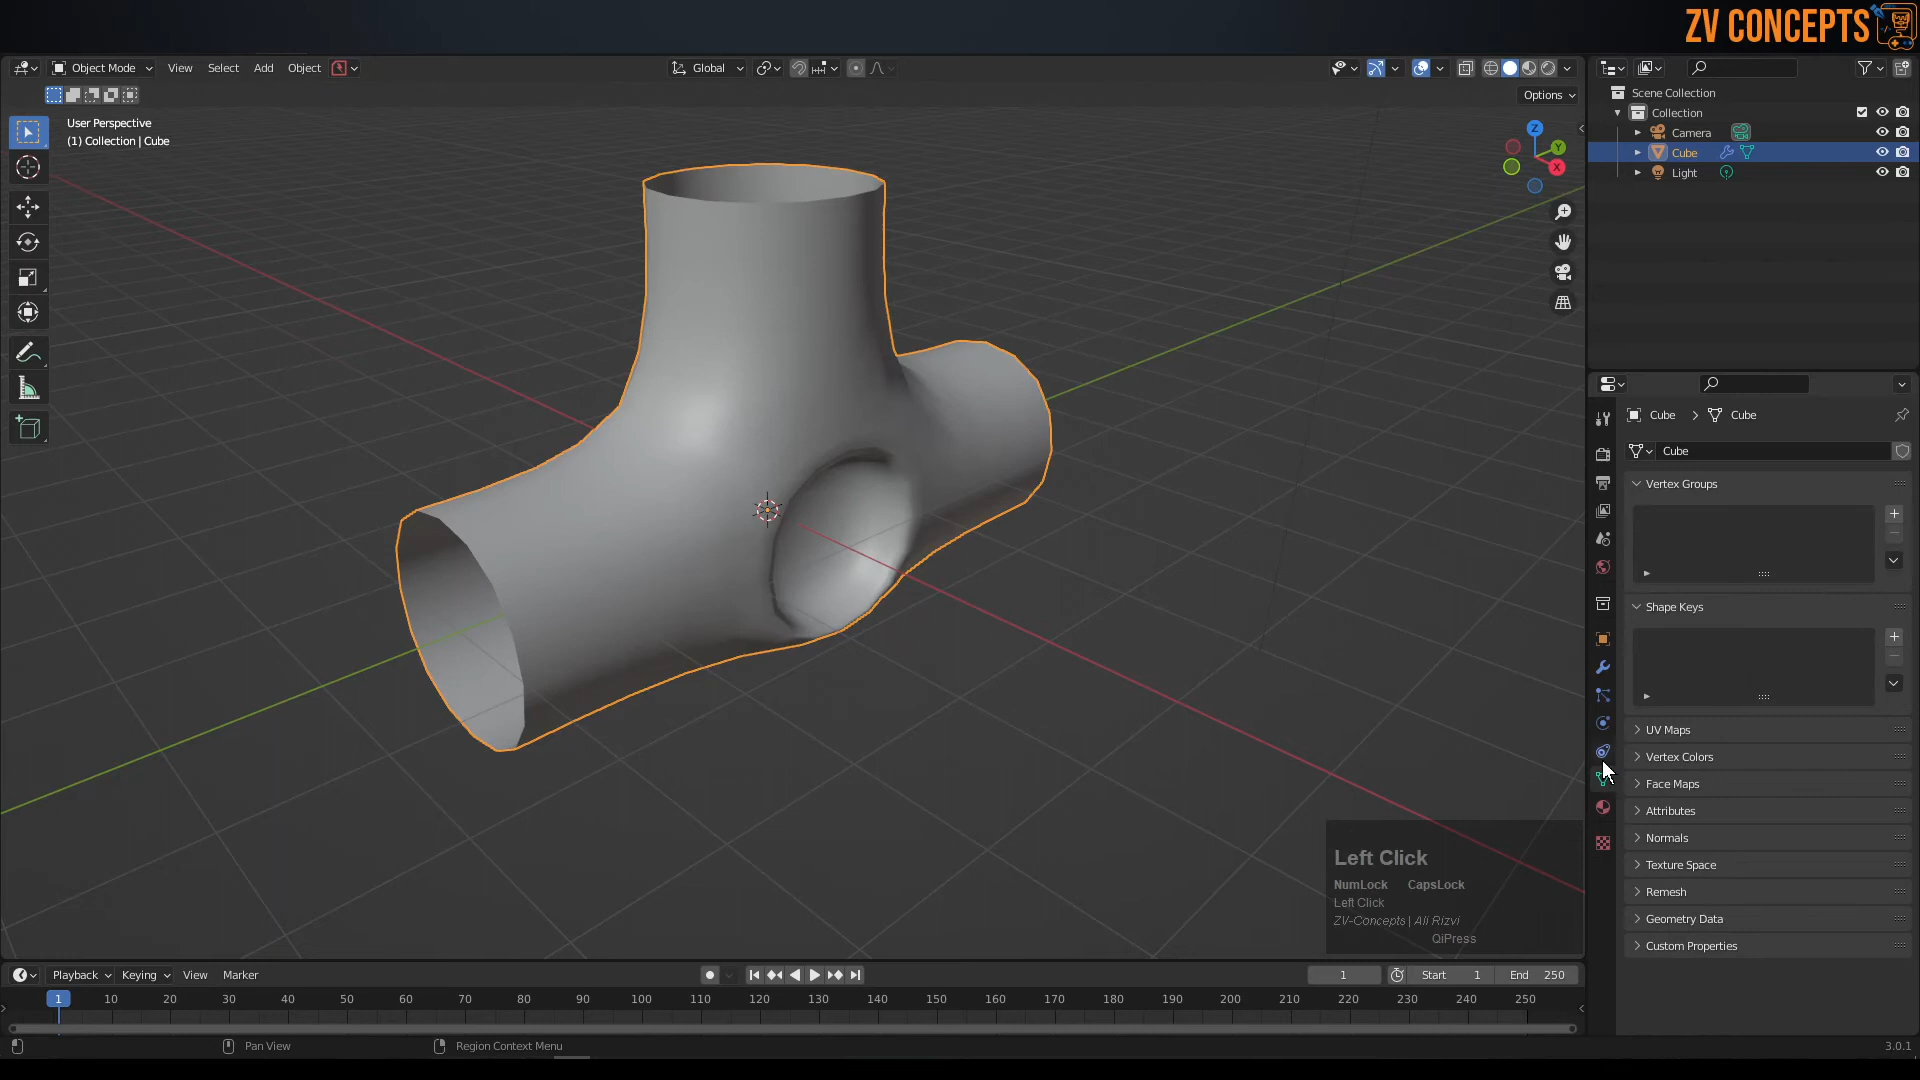 ZV CONCEPTS
Object Mode View Select Add Object Global
Options
User Perspective
(1) Collection | Cube
Z
Y
X
Scene Collection
Collection
Camera
Cube
Light
Cube > Cube
Cube
Vertex Groups
Shape Keys
UV Maps
Vertex Colors
Face Maps
Attributes
Normals
Texture Space
Remesh
Geometry Data
Custom Properties
Left Click
NumLock CapsLock
Left Click
ZV-Concepts | Ali Rizvi
QiPress
Playback Keying View Marker 1 Start 1 End 250
1 10 20 30 40 50 60 70 80 90 100 110 120 130 140 150 160 170 180 190 200 210 220 230 240 250
Pan View Region Context Menu 3.0.1